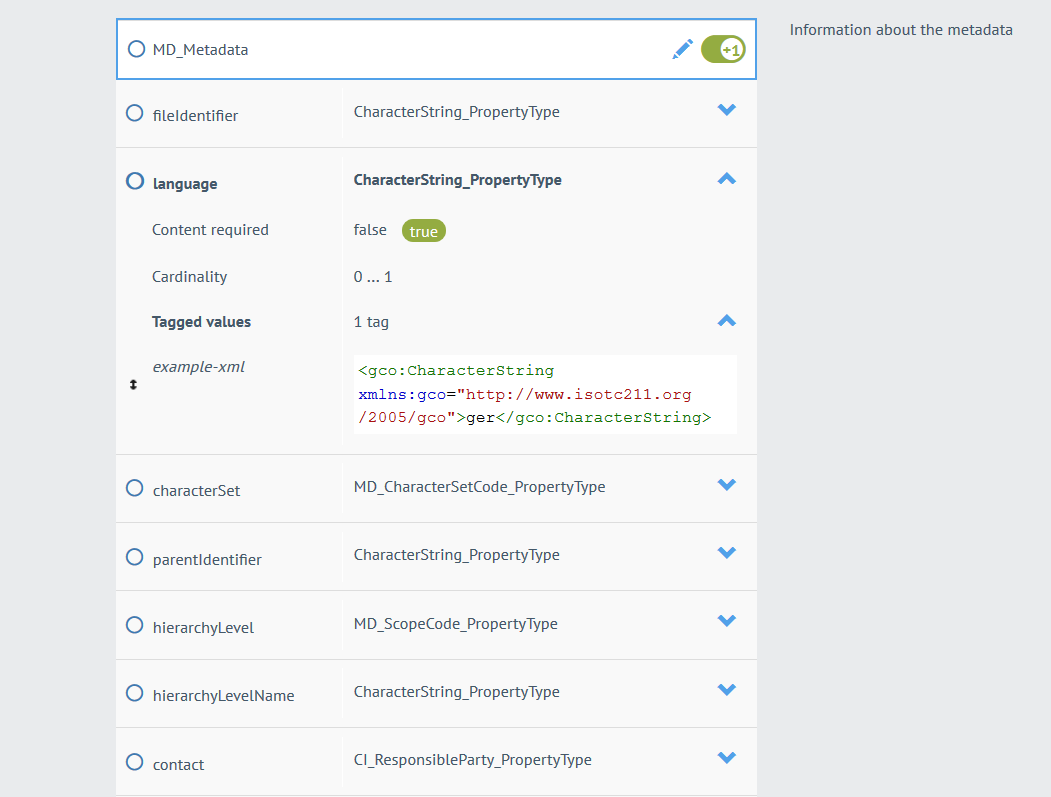 Information about the metadata
MD_Metadata +1
fileIdentifier CharacterString_PropertyType
language CharacterString_PropertyType
Content required false true
Cardinality 0 ... 1
Tagged values 1 tag
example-xml <gco:CharacterString
xmlns:gco="http://www.isotc211.org
/2005/gco">ger</gco:CharacterString>
characterSet MD_CharacterSetCode_PropertyType
parentIdentifier CharacterString_PropertyType
hierarchyLevel MD_ScopeCode_PropertyType
hierarchyLevelName CharacterString_PropertyType
contact CI_ResponsibleParty_PropertyType